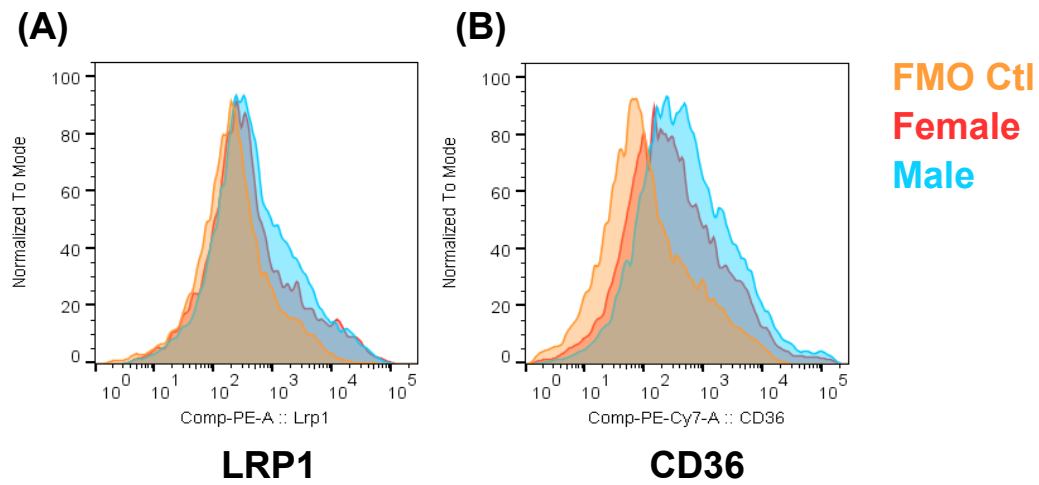 (A)
Normalized To Mode
100
80
60
40
20
0
10^0 10^1 10^2 10^3 10^4 10^5
Comp-PE-A :: Lrp1
LRP1
(B)
Normalized To Mode
100
80
60
40
20
0
10^0 10^1 10^2 10^3 10^4 10^5
Comp-PE-Cy7-A :: CD36
CD36
FMO Ctl
Female
Male